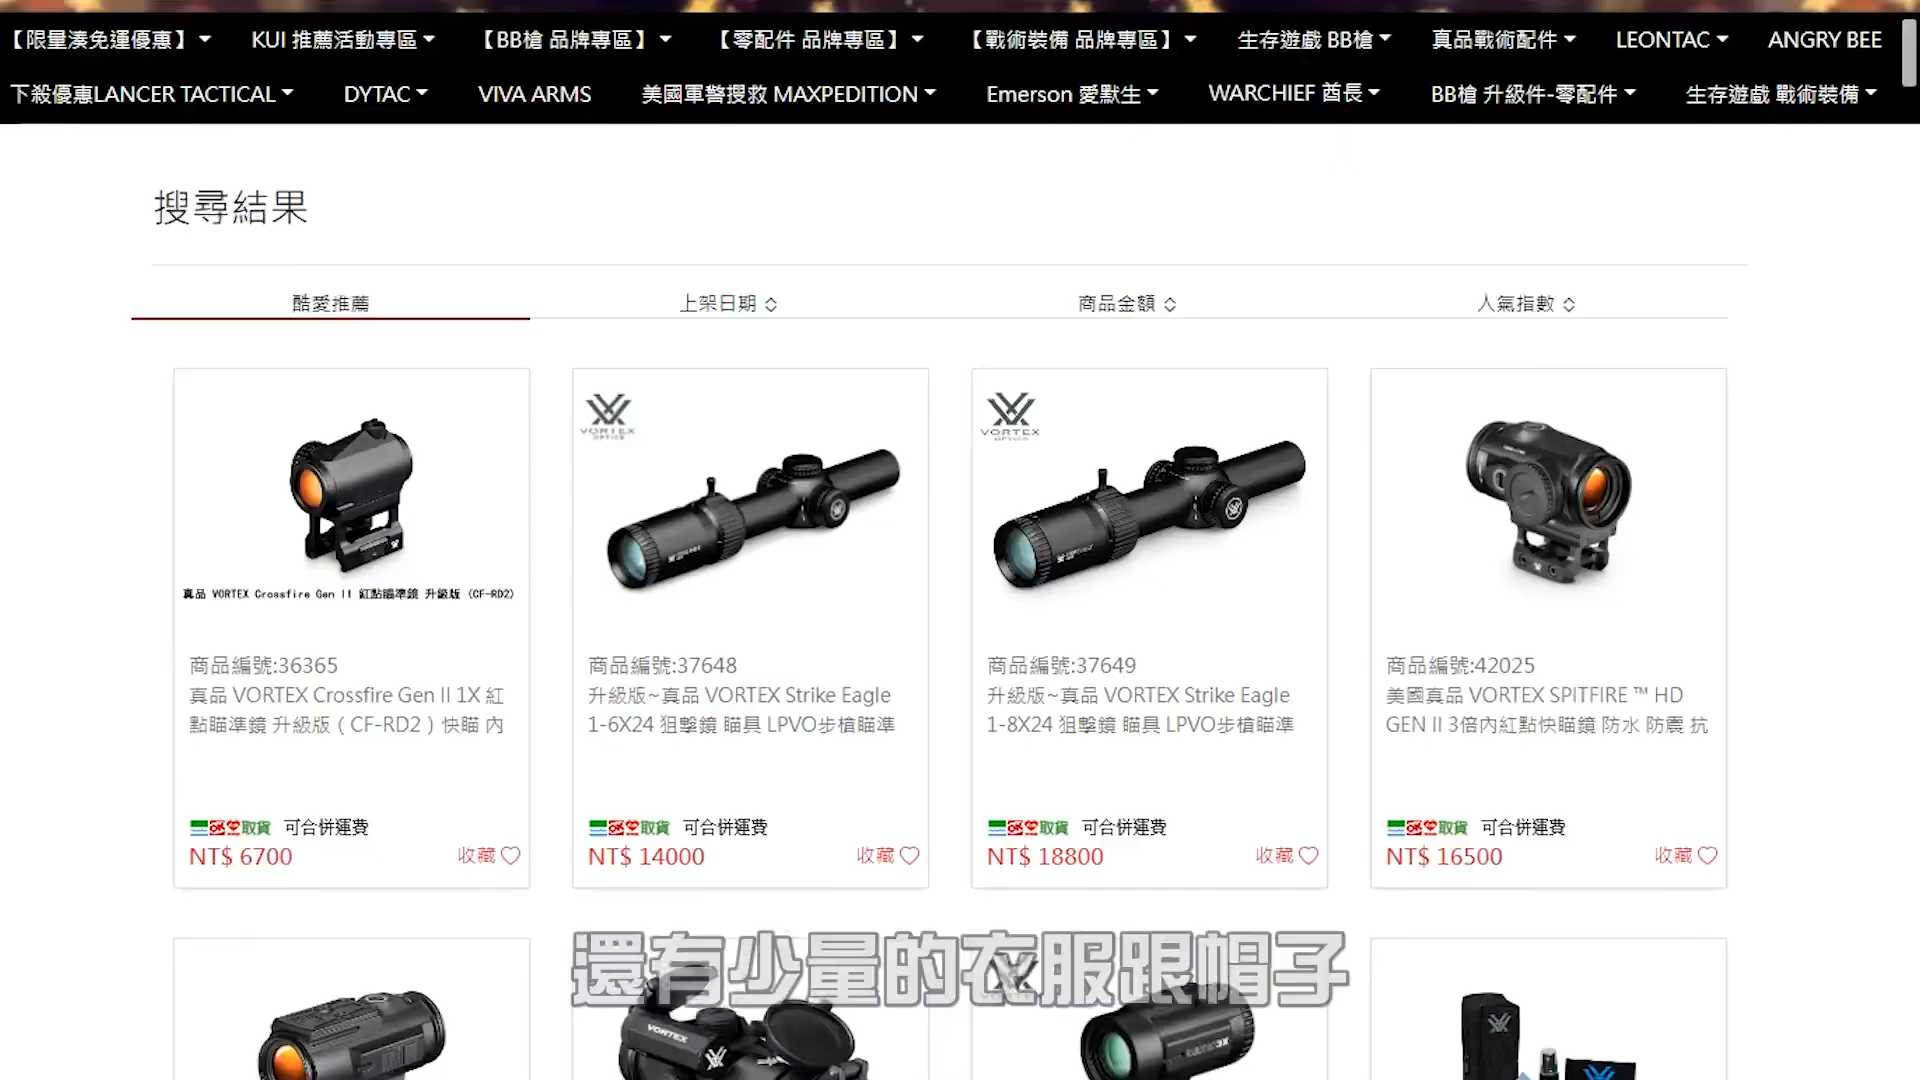 【限量湊免運優惠】 KUI 推薦活動專區 【BB槍 品牌專區】 【零配件 品牌專區】 【戰術裝備 品牌專區】 生存遊戲 BB槍 真品戰術配件 LEONTAC ANGRY BEE
下殺優惠LANCER TACTICAL DYTAC VIVA ARMS 美國軍警搜救 MAXPEDITION Emerson 愛默生 WARCHIEF 酋長 BB槍 升級件-零配件 生存遊戲 戰術裝備
搜尋結果
酷愛推薦 上架日期 商品金額 人氣指數
真品 VORTEX Crossfire Gen II 紅點瞄準鏡 升級版 (CF-RD2)
商品編號:36365
真品 VORTEX Crossfire Gen II 1X 紅
點瞄準鏡 升級版（CF-RD2）快瞄 內
取貨 可合併運費
NT$ 6700 收藏
VORTEX
OPTICS
商品編號:37648
升級版~真品 VORTEX Strike Eagle
1-6X24 狙擊鏡 瞄具 LPVO步槍瞄準
取貨 可合併運費
NT$ 14000 收藏
VORTEX
OPTICS
商品編號:37649
升級版~真品 VORTEX Strike Eagle
1-8X24 狙擊鏡 瞄具 LPVO步槍瞄準
取貨 可合併運費
NT$ 18800 收藏
商品編號:42025
美國真品 VORTEX SPITFIRE ™ HD
GEN II 3倍內紅點快瞄鏡 防水 防震 抗
取貨 可合併運費
NT$ 16500 收藏
還有少量的衣服跟帽子
VORTEX